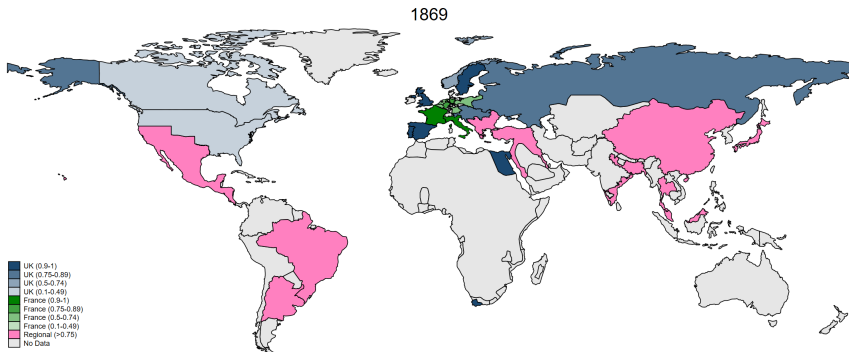 1869
UK (0.9-1)
UK (0.75-0.89)
UK (0.5-0.74)
UK (0.1-0.49)
France (0.9-1)
France (0.75-0.89)
France (0.5-0.74)
France (0.1-0.49)
Regional (>0.75)
No Data